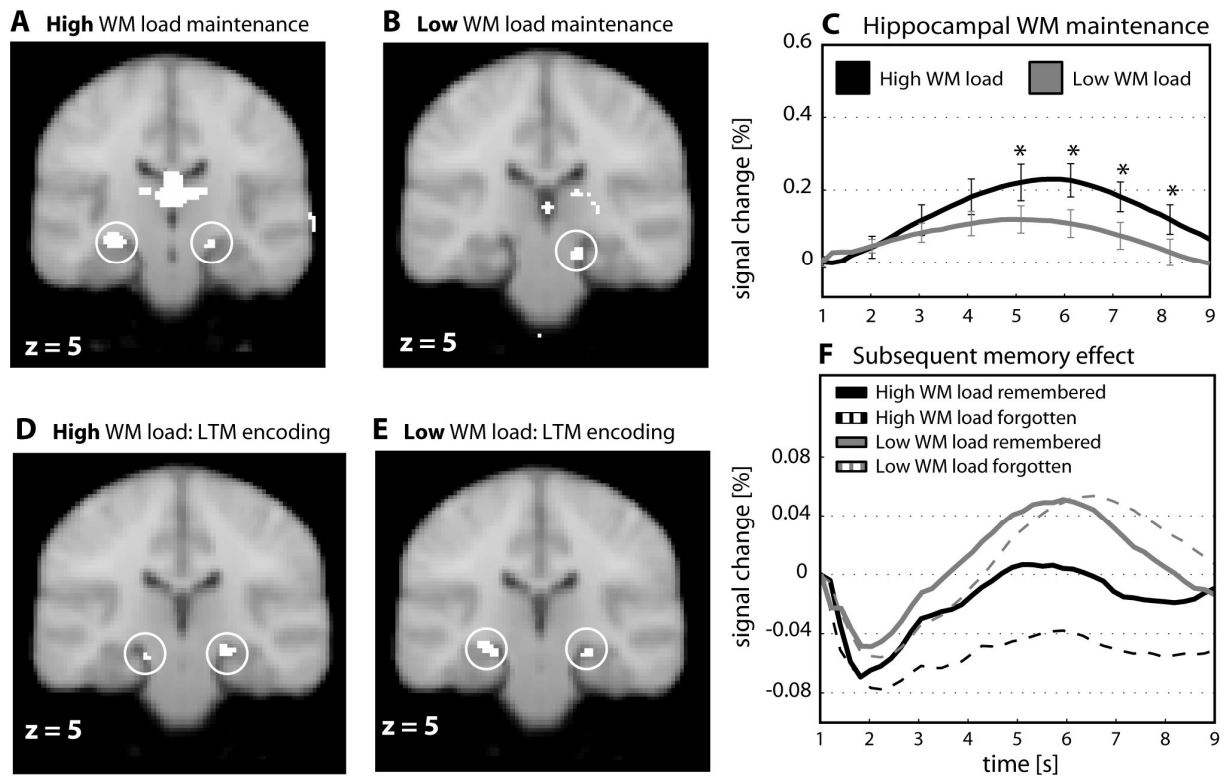 A High WM load maintenance
z = 5
B Low WM load maintenance
z = 5
C Hippocampal WM maintenance
0.6
0.4
0.2
0
signal change [%]
High WM load
Low WM load
*
*
*
*
1 2 3 4 5 6 7 8 9
D High WM load: LTM encoding
z = 5
E Low WM load: LTM encoding
z = 5
F Subsequent memory effect
High WM load remembered
High WM load forgotten
Low WM load remembered
Low WM load forgotten
0.08
0.04
0
-0.04
-0.08
signal change [%]
1 2 3 4 5 6 7 8 9
time [s]